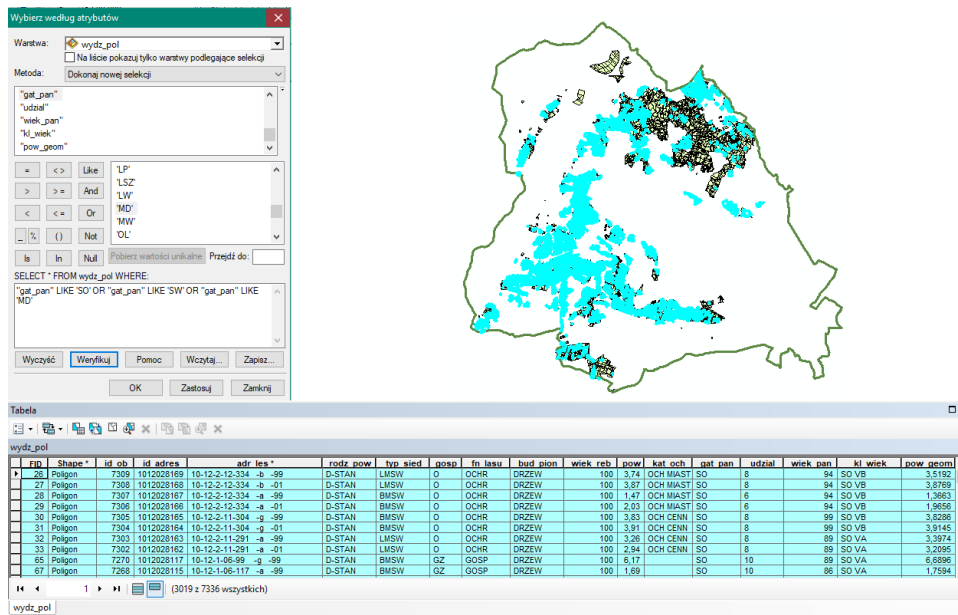 Wybierz według atrybutów
Warstwa: wydz_pol
Na liście pokazuj tylko warstwy podlegające selekcji
Metoda: Dokonaj nowej selekcji
"gat_pan"
"udział"
"wiek_pan"
"kl_wiek"
"pow_geom"
= <> Like 'LP'
'LSZ'
> >= And 'LW'
'MD'
< <= Or 'MW'
_ % () Not 'OL'
Is In Null Pobierz wartości unikalne Przejdź do:
SELECT * FROM wydz_pol WHERE:
"gat_pan" LIKE 'SO' OR "gat_pan" LIKE 'SW' OR "gat_pan" LIKE
'MD'
Wyczyść Weryfikuj Pomoc Wczytaj... Zapisz...
OK Zastosuj Zamknij
Tabela
wydz_pol
FID Shape * id_ob id_adres adr_les * rodz_pow typ_sied gosp fn_lasu bud_pion wiek_reb pow kat_och gat_pan udzial wiek_pan kl_wiek pow_geom
26 Poligon 7309 1012028169 10-12-2-12-334 -b -99 D-STAN LMSW O OCHR DRZEW 100 3,74 OCH MIAST SO 8 94 SO VB 3,5192
27 Poligon 7308 1012028168 10-12-2-12-334 -b -01 D-STAN LMSW O OCHR DRZEW 100 3,87 OCH MIAST SO 8 94 SO VB 3,8769
28 Poligon 7307 1012028167 10-12-2-12-334 -a -99 D-STAN BMSW O OCHR DRZEW 100 1,47 OCH MIAST SO 6 94 SO VB 1,3663
29 Poligon 7306 1012028166 10-12-2-12-334 -a -01 D-STAN BMSW O OCHR DRZEW 100 2,03 OCH MIAST SO 6 94 SO VB 1,9656
30 Poligon 7305 1012028165 10-12-2-11-304 -g -99 D-STAN BMSW O OCHR DRZEW 100 3,83 OCH CENN SO 8 99 SO VB 3,8286
31 Poligon 7304 1012028164 10-12-2-11-304 -g -01 D-STAN BMSW O OCHR DRZEW 100 3,91 OCH CENN SO 8 99 SO VB 3,9145
32 Poligon 7303 1012028163 10-12-2-11-291 -a -99 D-STAN LMSW O OCHR DRZEW 100 3,26 OCH CENN SO 8 89 SO VA 3,3974
33 Poligon 7302 1012028162 10-12-2-11-291 -a -01 D-STAN LMSW O OCHR DRZEW 100 2,94 OCH CENN SO 8 89 SO VA 3,2095
65 Poligon 7270 1012028117 10-12-1-06-99 -g -99 D-STAN BMSW GZ GOSP DRZEW 100 6,17 SO 10 89 SO VA 6,6896
67 Poligon 7268 1012028115 10-12-1-06-117 -a -99 D-STAN BMSW GZ GOSP DRZEW 100 1,69 SO 10 86 SO VA 1,7594
1 (3019 z 7336 wszystkich)
wydz_pol